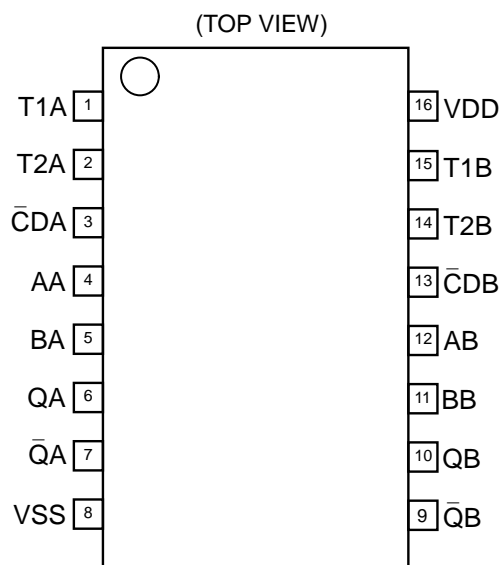 (TOP VIEW)
T1A 1 16 VDD
T2A 2 15 T1B
C̄DA 3 14 T2B
AA 4 13 C̄DB
BA 5 12 AB
QA 6 11 BB
Q̄A 7 10 QB
VSS 8 9 Q̄B